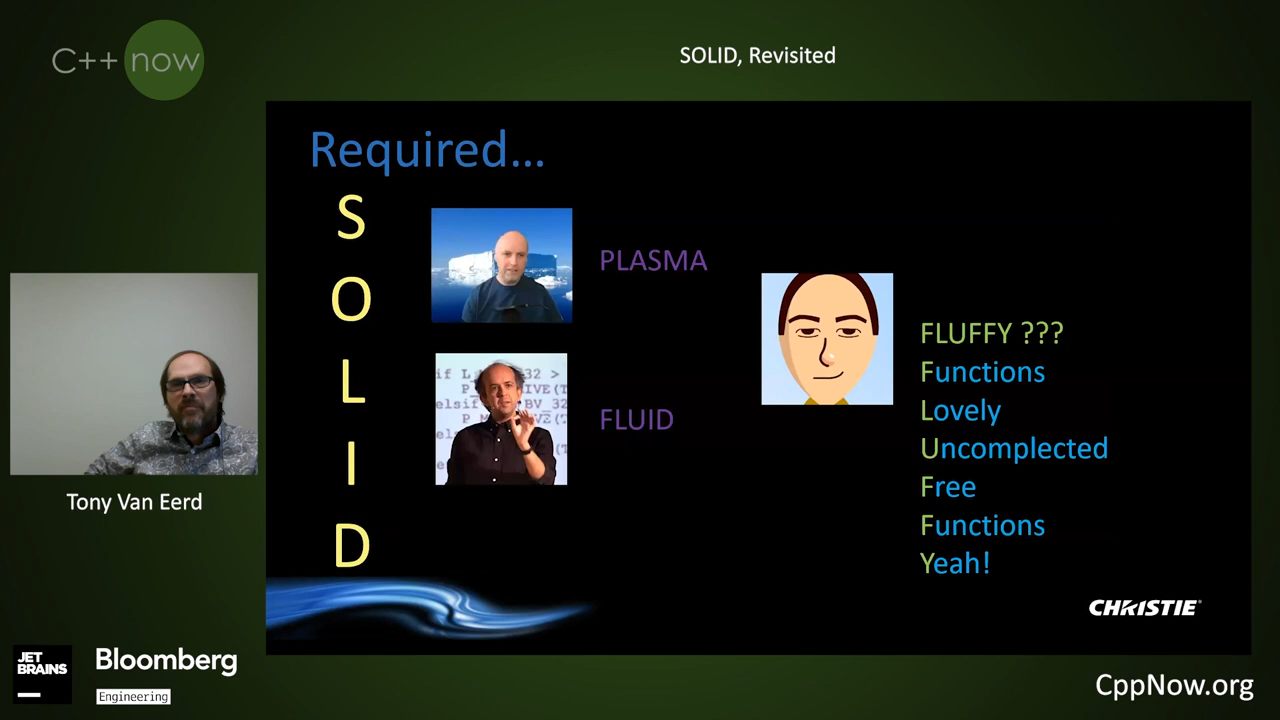 C++ now
SOLID, Revisited
Required...
S
O
L
I
D
PLASMA
FLUID
FLUFFY ???
Functions
Lovely
Uncomplected
Free
Functions
Yeah!
CHRISTIE
Tony Van Eerd
JET
BRAINS
Bloomberg
Engineering
CppNow.org